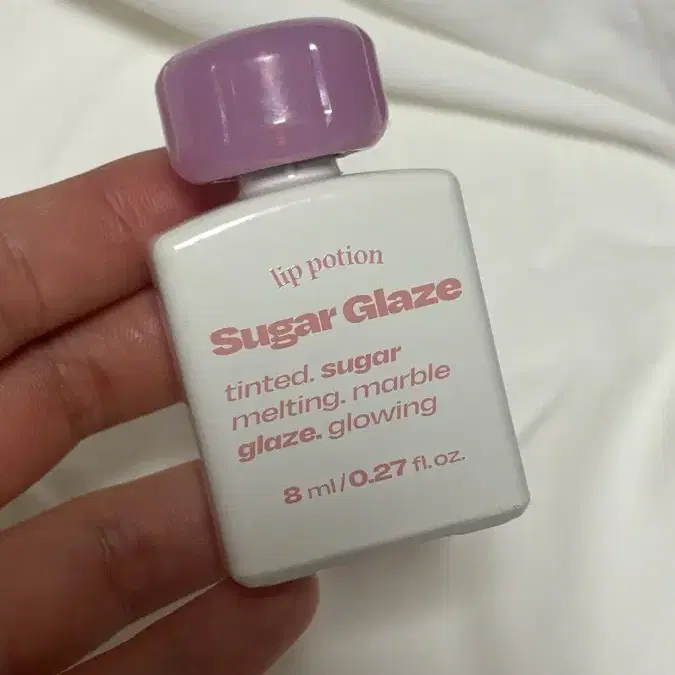 lip potion
Sugar Glaze
tinted. sugar
melting. marble
glaze. glowing
8 ml/0.27 fl.oz.